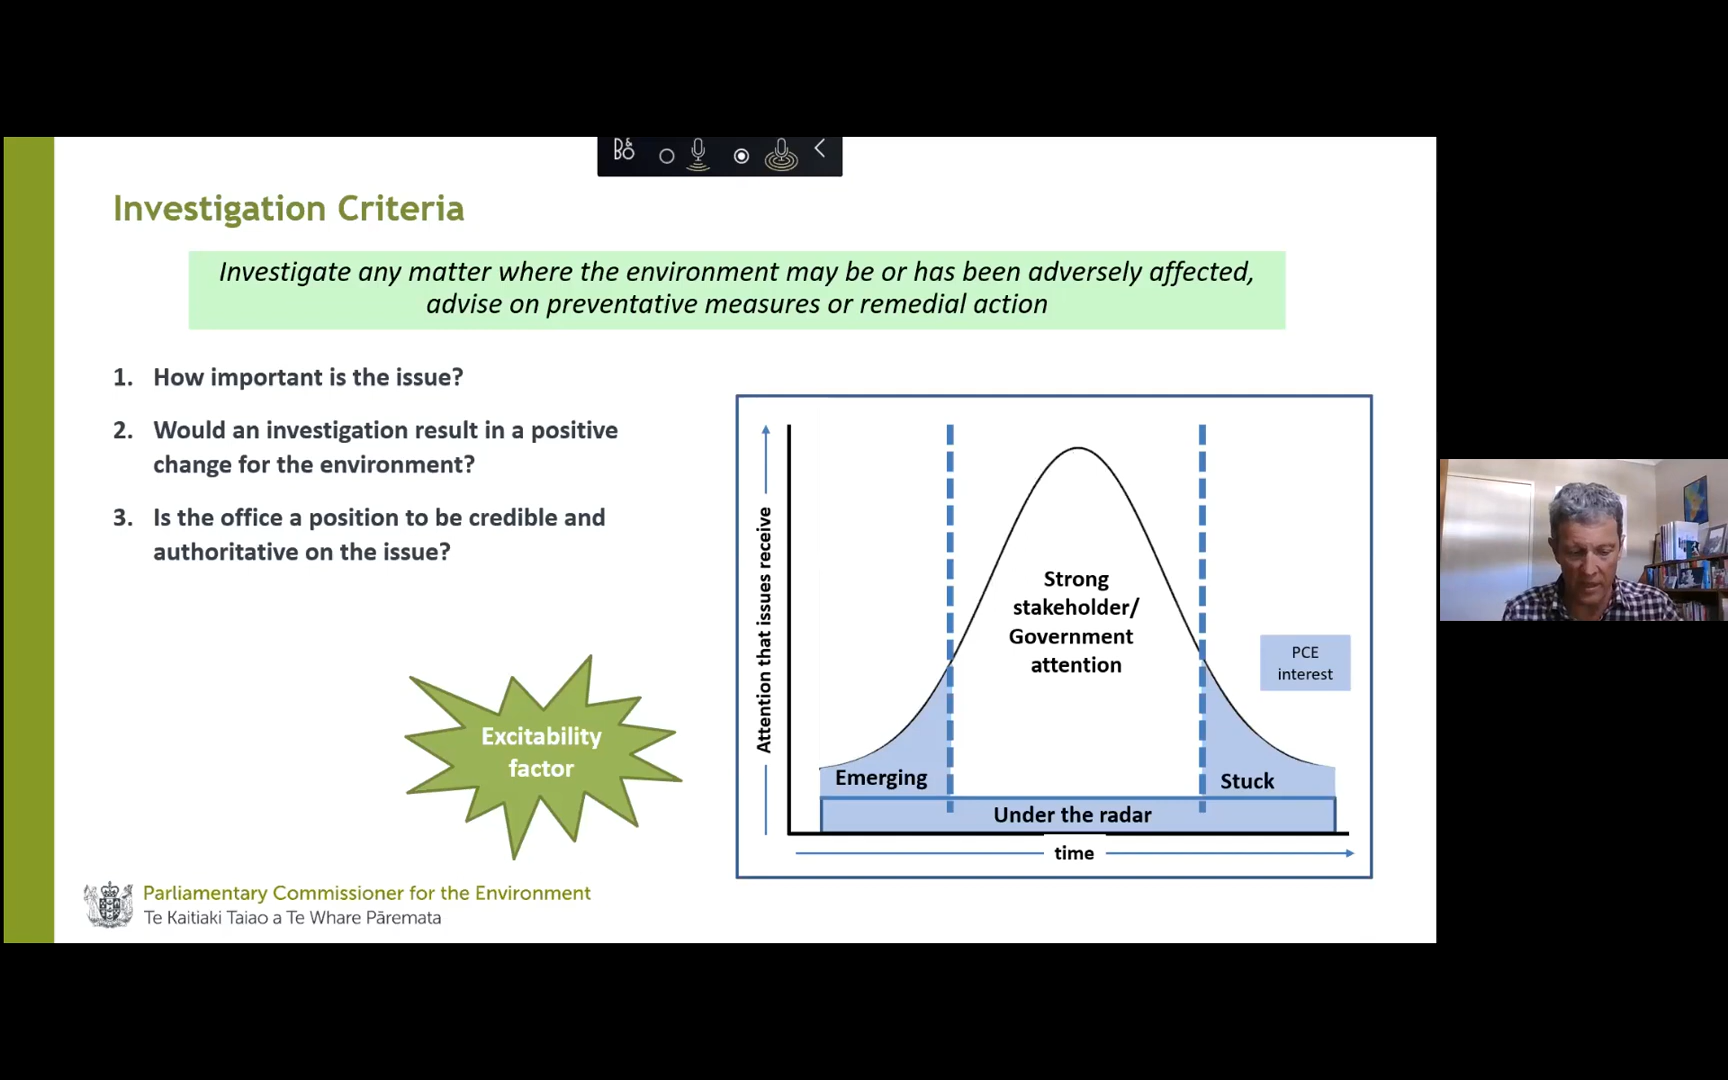 B&O
Investigation Criteria
Investigate any matter where the environment may be or has been adversely affected,
advise on preventative measures or remedial action
1. How important is the issue?
2. Would an investigation result in a positive
change for the environment?
3. Is the office a position to be credible and
authoritative on the issue?
Excitability
factor
Attention that issues receive
Strong
stakeholder/
Government
attention
PCE
interest
Emerging
Stuck
Under the radar
time
Parliamentary Commissioner for the Environment
Te Kaitiaki Taiao a Te Whare Pāremata